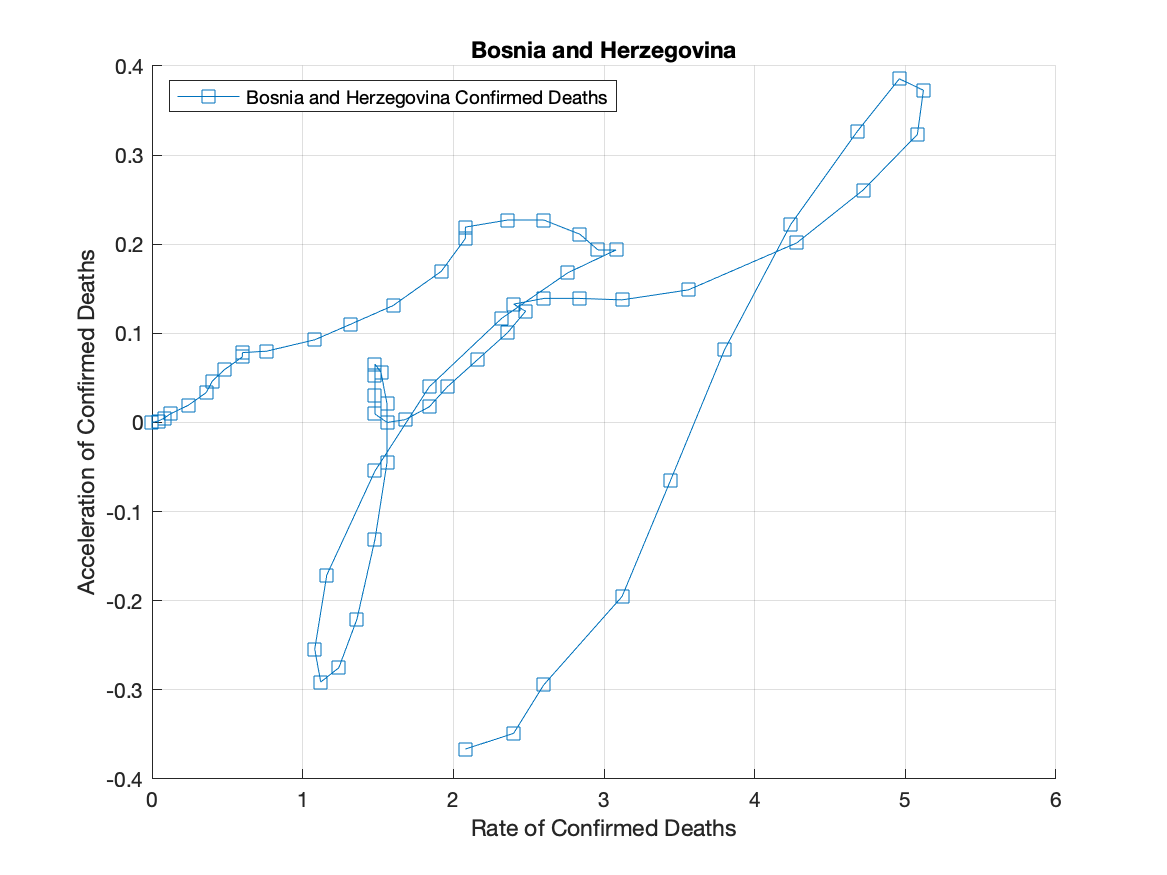 Bosnia and Herzegovina
Bosnia and Herzegovina Confirmed Deaths
Acceleration of Confirmed Deaths
0.4
0.3
0.2
0.1
0
-0.1
-0.2
-0.3
-0.4
0 1 2 3 4 5 6
Rate of Confirmed Deaths